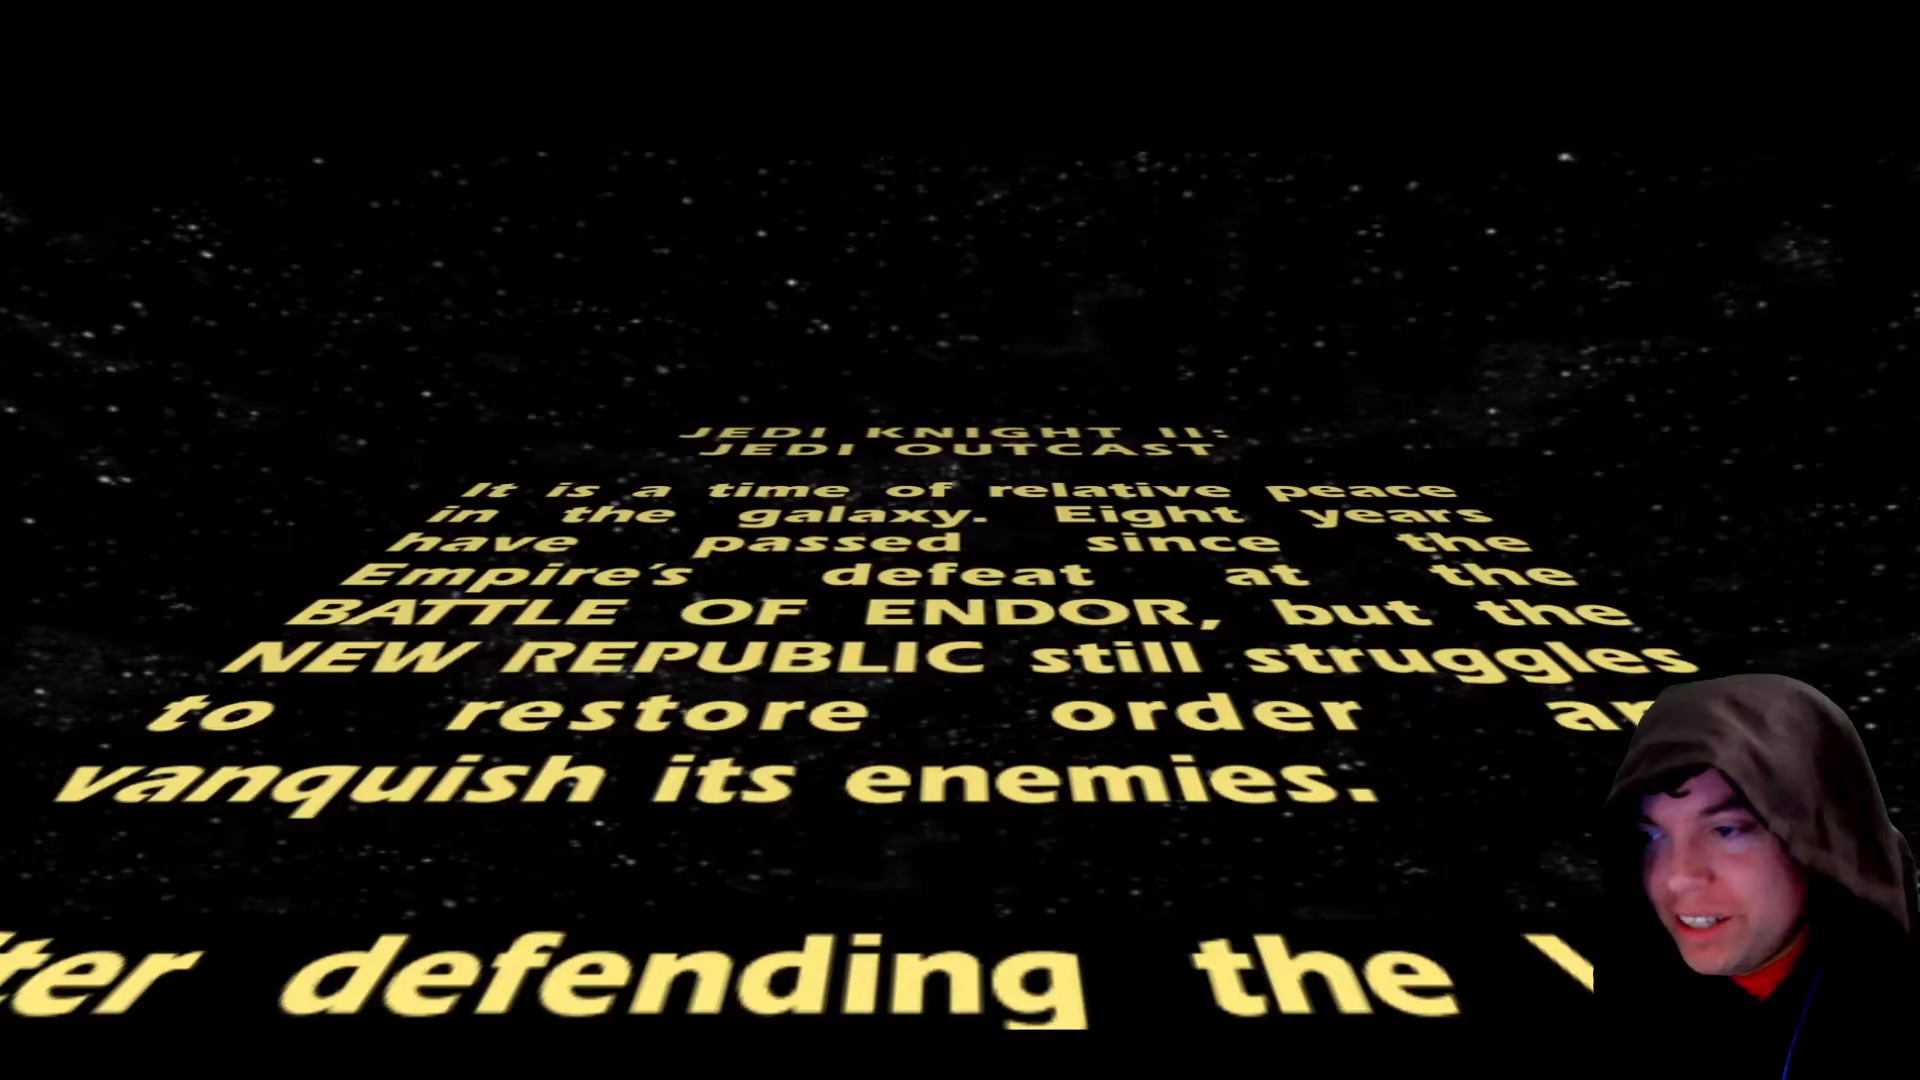 JEDI KNIGHT II:
JEDI OUTCAST
It is a time of relative peace
in the galaxy. Eight years
have passed since the
Empire's defeat at the
BATTLE OF ENDOR, but the
NEW REPUBLIC still struggles
to restore order
vanquish its enemies.
defending the